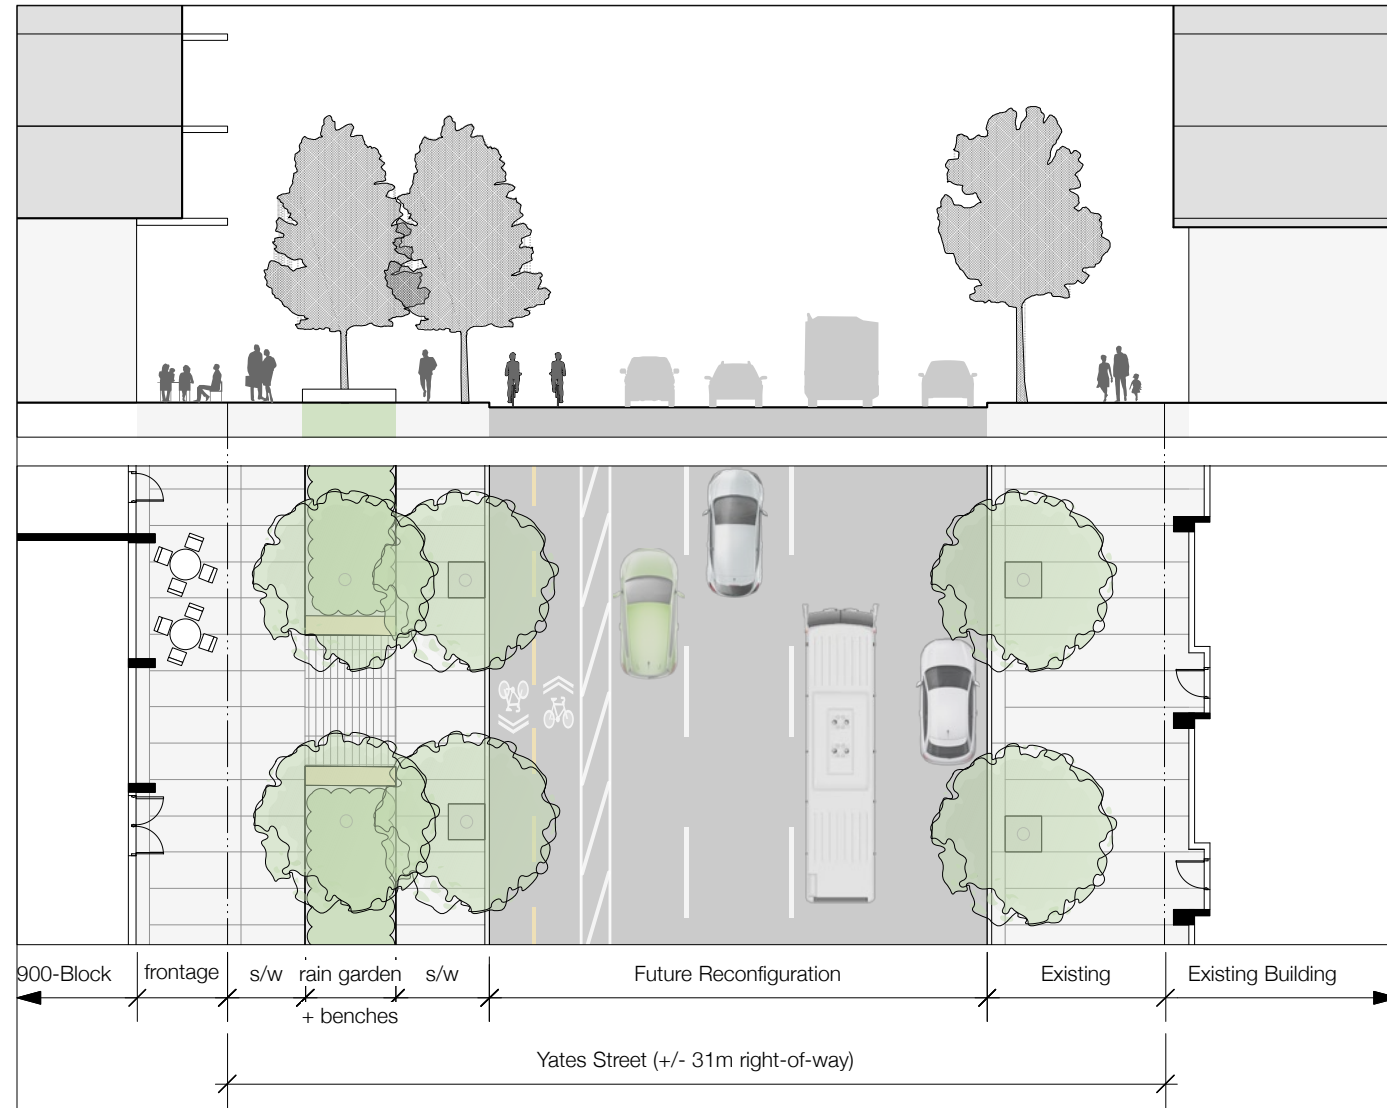 900-Block
frontage
s/w
rain garden
+ benches
s/w
Future Reconfiguration
Existing
Existing Building
Yates Street (+/- 31m right-of-way)